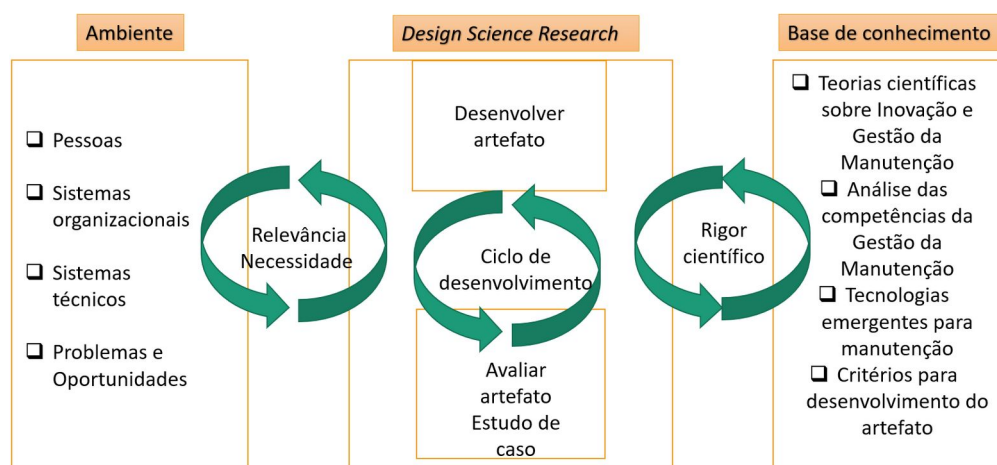 Ambiente
Design Science Research
Base de conhecimento
❑ Pessoas
❑ Sistemas
organizacionais
❑ Sistemas
técnicos
❑ Problemas e
Oportunidades
Relevância
Necessidade
Desenvolver
artefato
Ciclo de
desenvolvimento
Avaliar
artefato
Estudo de
caso
Rigor
científico
❑ Teorias científicas
sobre Inovação e
Gestão da
Manutenção
❑ Análise das
competências da
Gestão da
Manutenção
❑ Tecnologias
emergentes para
manutenção
❑ Critérios para
desenvolvimento do
artefato